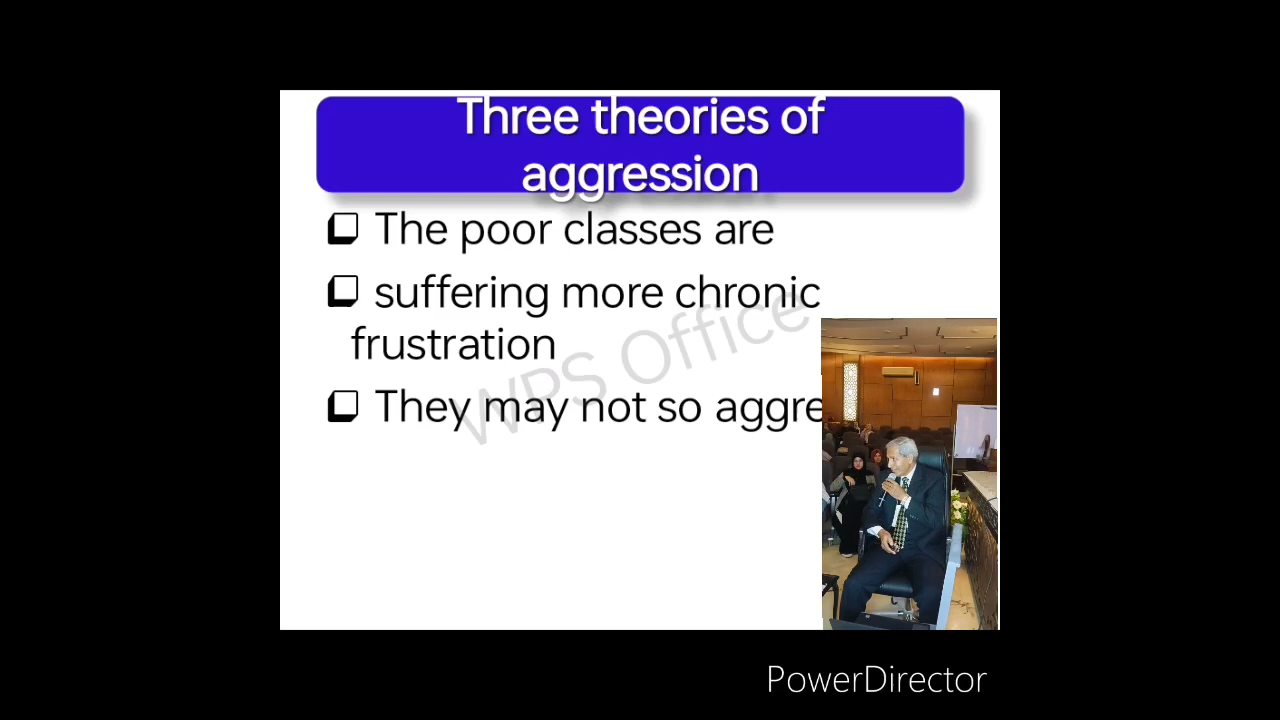 Three theories of
aggression
The poor classes are
suffering more chronic
frustration
They may not so aggre
WPS Office
PowerDirector